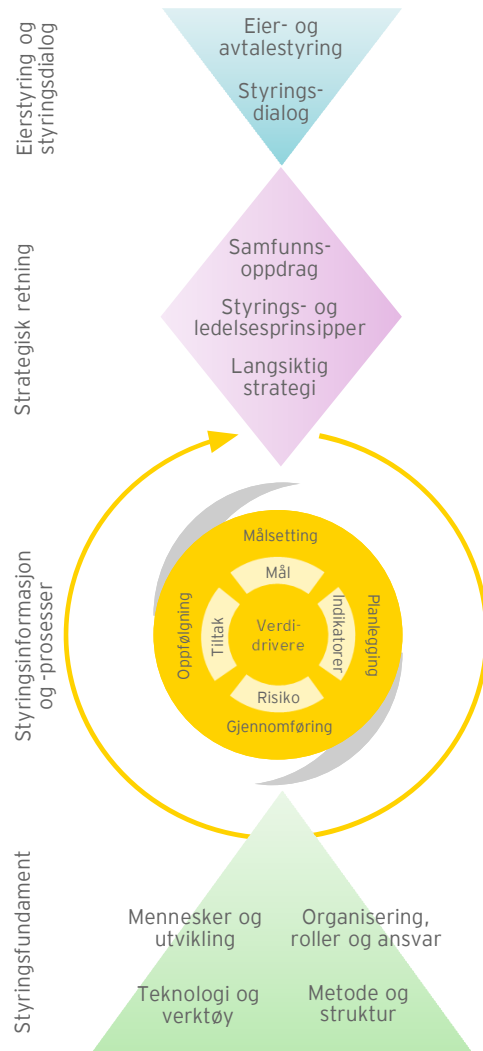 Eierstyring og
styringsdialog
Eier- og
avtalestyring
Styrings-
dialog
Strategisk retning
Samfunns-
oppdrag
Styrings- og
ledelsesprinsipper
Langsiktig
strategi
Styringsinformasjon
og -prosesser
Målsetting
Mål
Oppfølgning
Tiltak
Verdi-
drivere
Indikatorer
Planlegging
Risiko
Gjennomføring
Styringsfundament
Mennesker og
utvikling
Organisering,
roller og ansvar
Teknologi og
verktøy
Metode og
struktur